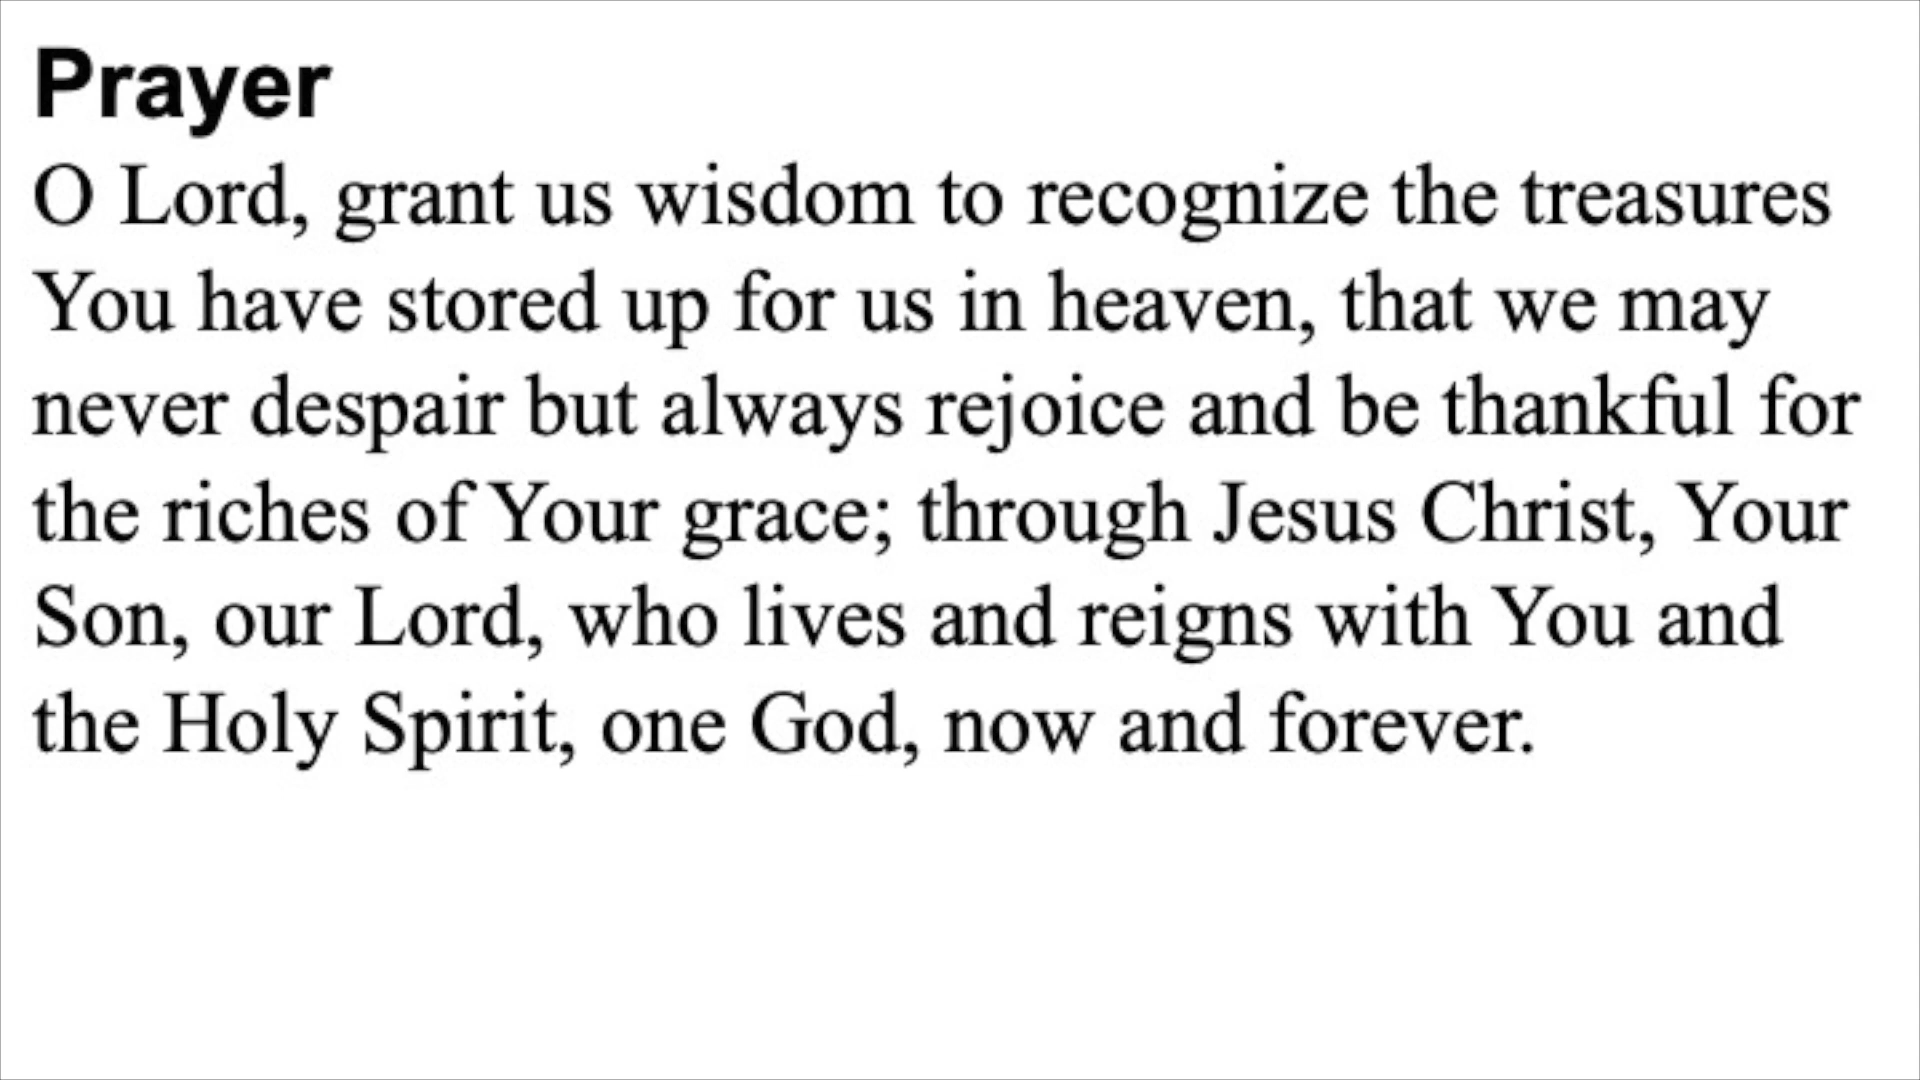 Prayer
O Lord, grant us wisdom to recognize the treasures
You have stored up for us in heaven, that we may
never despair but always rejoice and be thankful for
the riches of Your grace; through Jesus Christ, Your
Son, our Lord, who lives and reigns with You and
the Holy Spirit, one God, now and forever.